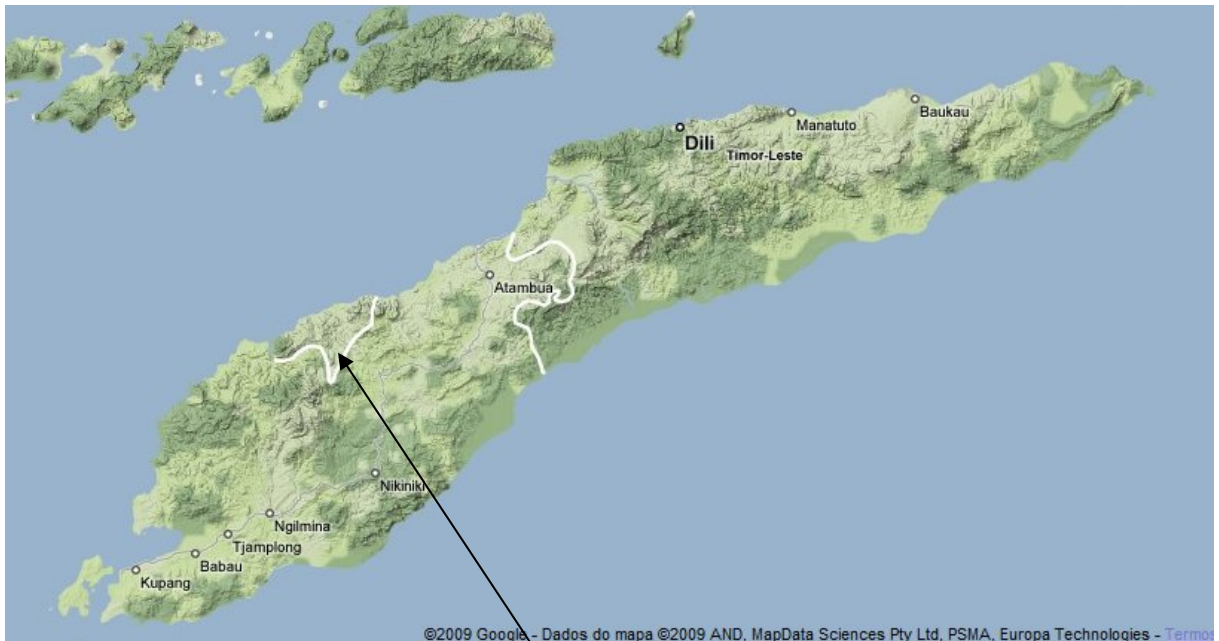 Baukau
Manatuto
Dili
Timor-Leste
Atambua
Nikiniki
Ngilmina
Tjamplong
Babau
Kupang
©2009 Google - Dados do mapa ©2009 AND, MapData Sciences Pty Ltd, PSMA, Europa Technologies - Termos